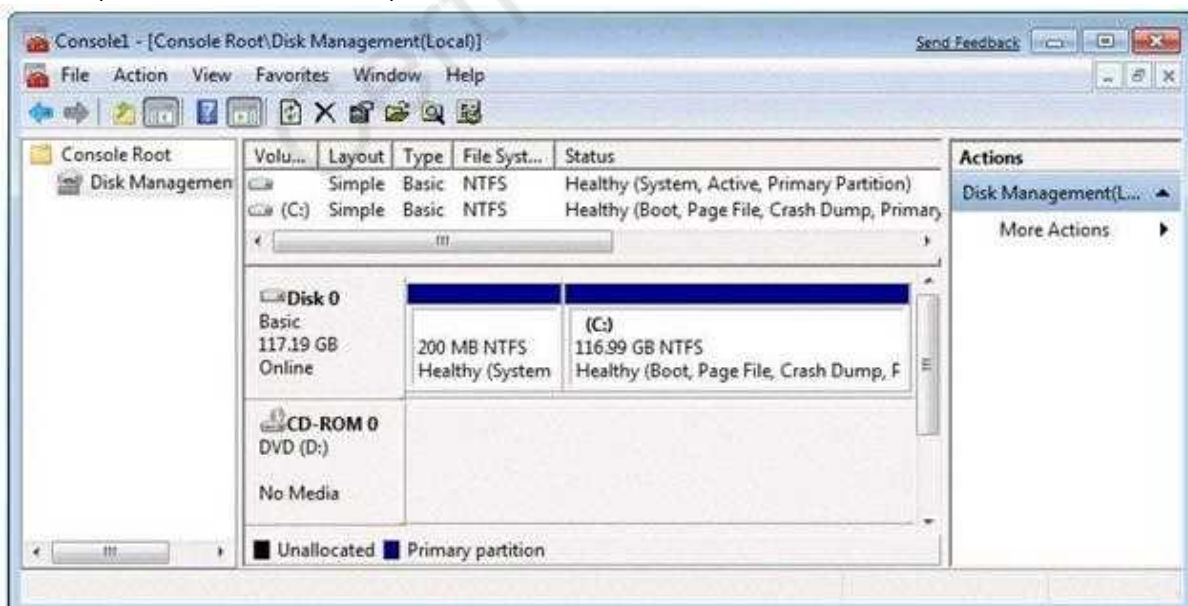 Console1 - [Console Root\Disk Management(Local)]
Send Feedback
File Action View Favorites Window Help
Console Root
Disk Managemen
Volu... Layout Type File Syst... Status
Simple Basic NTFS Healthy (System, Active, Primary Partition)
(C:) Simple Basic NTFS Healthy (Boot, Page File, Crash Dump, Primary
Actions
Disk Management(L...
More Actions
Disk 0
Basic
117.19 GB
Online
200 MB NTFS
Healthy (System
(C:)
116.99 GB NTFS
Healthy (Boot, Page File, Crash Dump, F
CD-ROM 0
DVD (D:)
No Media
Unallocated Primary partition